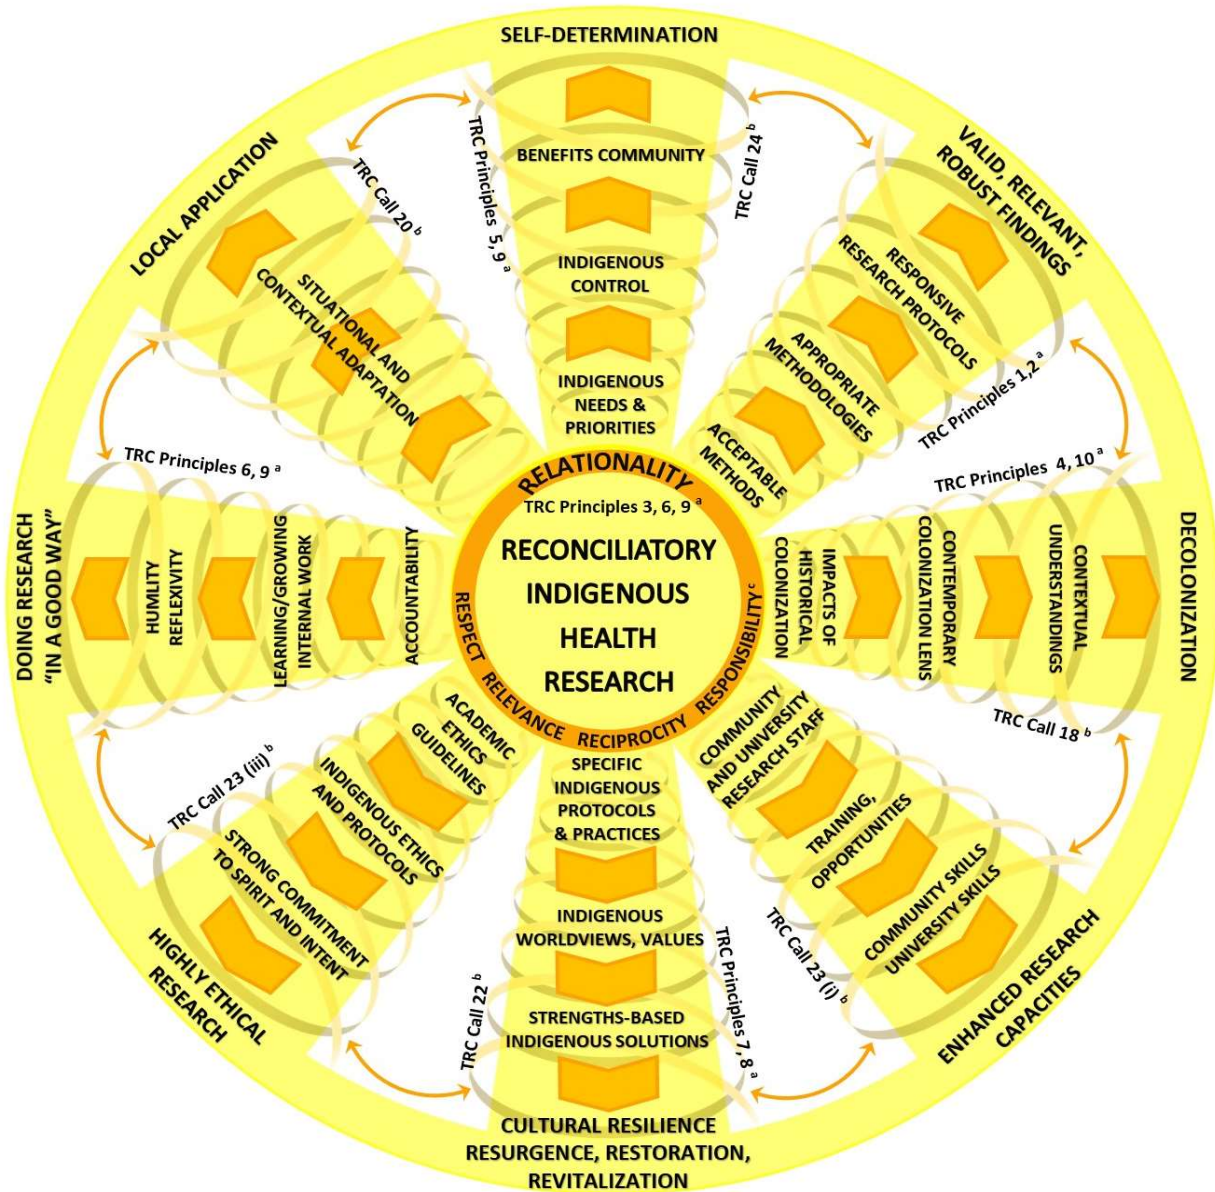 SELF-DETERMINATION
BENEFITS COMMUNITY
INDIGENOUS
CONTROL
INDIGENOUS
NEEDS &
PRIORITIES
TRC Call 24 ᵇ
VALID, RELEVANT,
ROBUST FINDINGS
RESPONSIVE
RESEARCH PROTOCOLS
APPROPRIATE
METHODOLOGIES
ACCEPTABLE
METHODS
TRC Principles 1,2 ᵃ
TRC Principles 4, 10 ᵃ
DECOLONIZATION
CONTEXTUAL
UNDERSTANDINGS
CONTEMPORARY
COLONIZATION LENS
IMPACTS OF
HISTORICAL
COLONIZATION
TRC Call 18 ᵇ
ENHANCED RESEARCH
CAPACITIES
COMMUNITY SKILLS
UNIVERSITY SKILLS
TRAINING,
OPPORTUNITIES
COMMUNITY
AND UNIVERSITY
RESEARCH STAFF
TRC Call 23 (i) ᵇ
TRC Principles 7, 8 ᵃ
SPECIFIC
INDIGENOUS
PROTOCOLS
& PRACTICES
INDIGENOUS
WORLDVIEWS, VALUES
STRENGTHS-BASED
INDIGENOUS SOLUTIONS
CULTURAL RESILIENCE
RESURGENCE, RESTORATION,
REVITALIZATION
TRC Call 22 ᵇ
HIGHLY ETHICAL
RESEARCH
STRONG COMMITMENT
TO SPIRIT AND INTENT
INDIGENOUS ETHICS
AND PROTOCOLS
ACADEMIC
ETHICS
GUIDELINES
TRC Call 23 (iii) ᵇ
DOING RESEARCH
“IN A GOOD WAY”
HUMLITY
REFLEXIVITY
LEARNING/GROWING
INTERNAL WORK
ACCOUNTABILITY
TRC Principles 6, 9 ᵃ
LOCAL APPLICATION
SITUATIONAL AND
CONTEXTUAL ADAPTATION
TRC Call 20 ᵇ
TRC Principles 5, 9 ᵃ
RELATIONALITY
TRC Principles 3, 6, 9 ᵃ
RECONCILIATORY
INDIGENOUS
HEALTH
RESEARCH
RESPECT RELEVANCE RECIPROCITY RESPONSIBILITY ᶜ